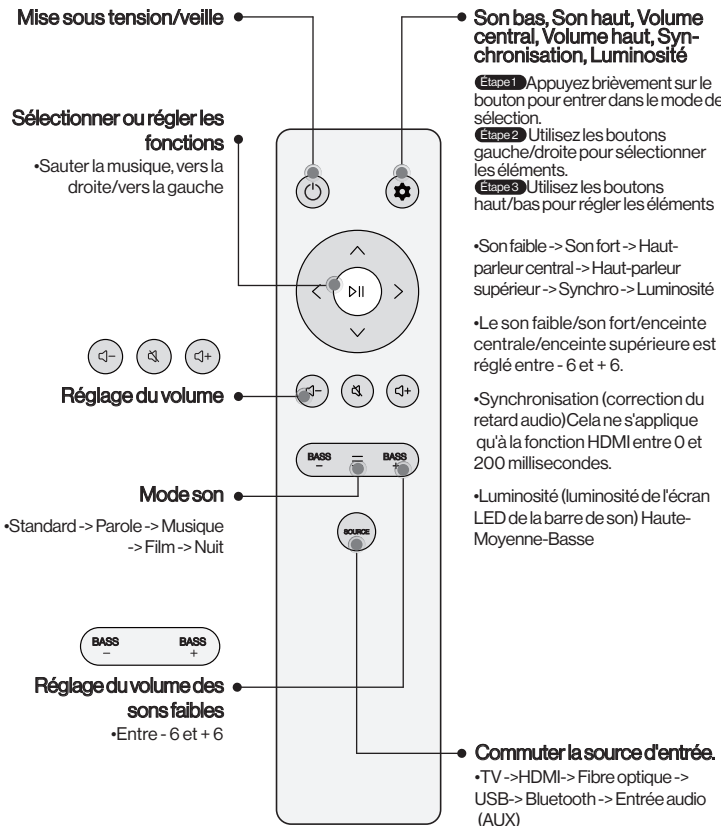 Mise sous tension/veille
Sélectionner ou régler les
fonctions
•Sauter la musique, vers la
droite/vers la gauche
Réglage du volume
Mode son
•Standard -> Parole -> Musique
-> Film -> Nuit
BASS BASS
– +
Réglage du volume des
sons faibles
•Entre - 6 et + 6
BASS BASS
– +
SOURCE
Son bas, Son haut, Volume
central, Volume haut, Syn-
chronisation, Luminosité
Étape 1 Appuyez brièvement sur le
bouton pour entrer dans le mode de
sélection.
Étape 2 Utilisez les boutons
gauche/droite pour sélectionner
les éléments.
Étape 3 Utilisez les boutons
haut/bas pour régler les éléments
•Son faible -> Son fort -> Haut-
parleur central -> Haut-parleur
supérieur -> Synchro -> Luminosité
•Le son faible/son fort/enceinte
centrale/enceinte supérieure est
réglé entre - 6 et + 6.
•Synchronisation (correction du
retard audio)Cela ne s'applique
qu'à la fonction HDMI entre 0 et
200 millisecondes.
•Luminosité (luminosité de l'écran
LED de la barre de son) Haute-
Moyenne-Basse
Commuter la source d'entrée.
•TV ->HDMI-> Fibre optique ->
USB-> Bluetooth -> Entrée audio
(AUX)